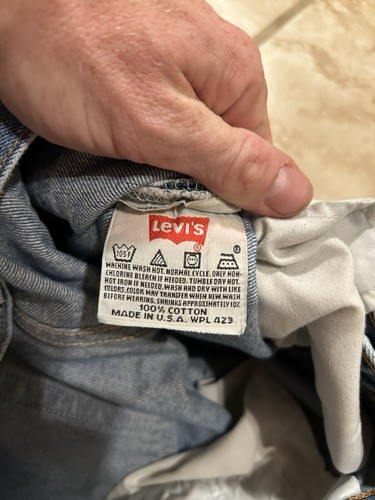 Levi's
105F
MACHINE WASH HOT. NORMAL CYCLE. ONLY NON-
CHLORINE BLEACH IF NEEDED. TUMBLE DRY HOT.
HOT IRON IF NEEDED. WASH AND DRY WITH LIKE
COLORS. COLOR MAY TRANSFER WHEN NEW. WASH
BEFORE WEARING. SHRINKS APPROXIMATELY 10%
100% COTTON
MADE IN U.S.A. WPL 423